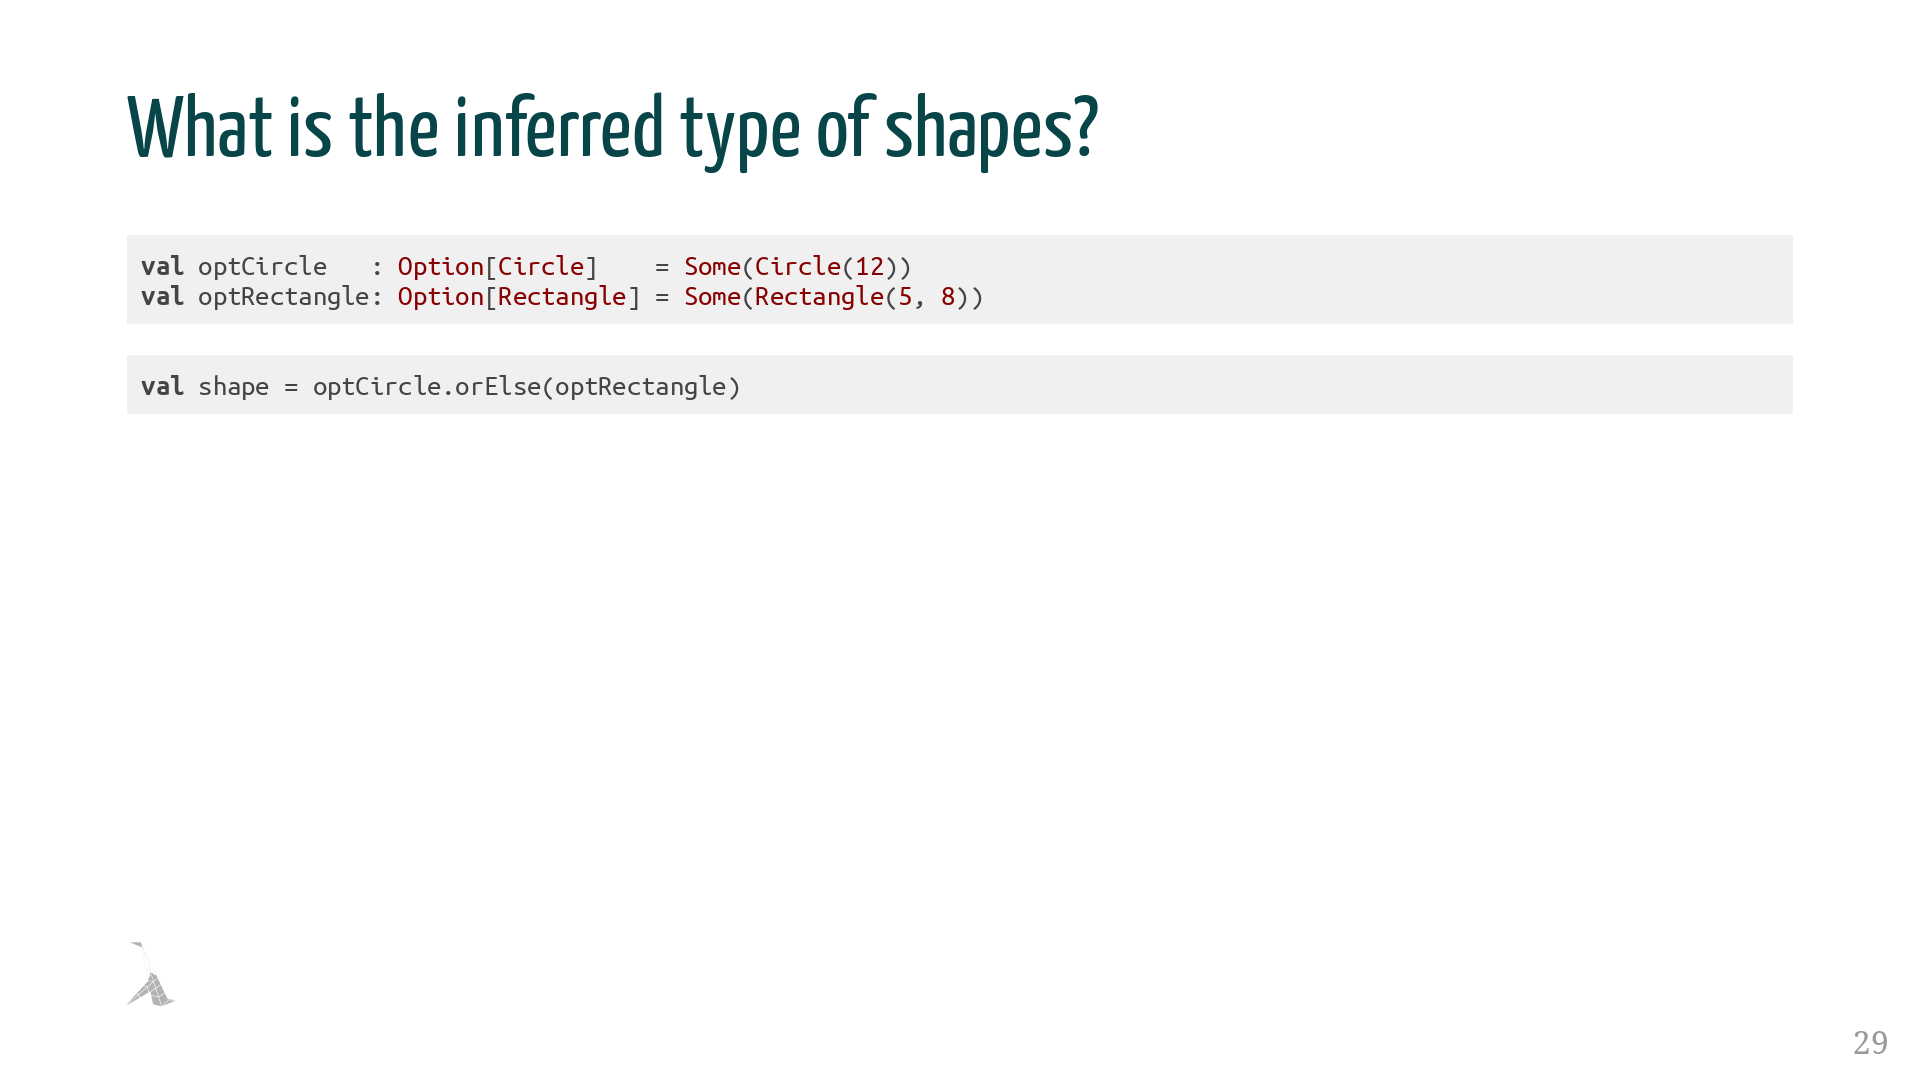 What is the inferred type of shapes?
val optCircle   : Option[Circle]    = Some(Circle(12))
val optRectangle: Option[Rectangle] = Some(Rectangle(5, 8))
val shape = optCircle.orElse(optRectangle)
29